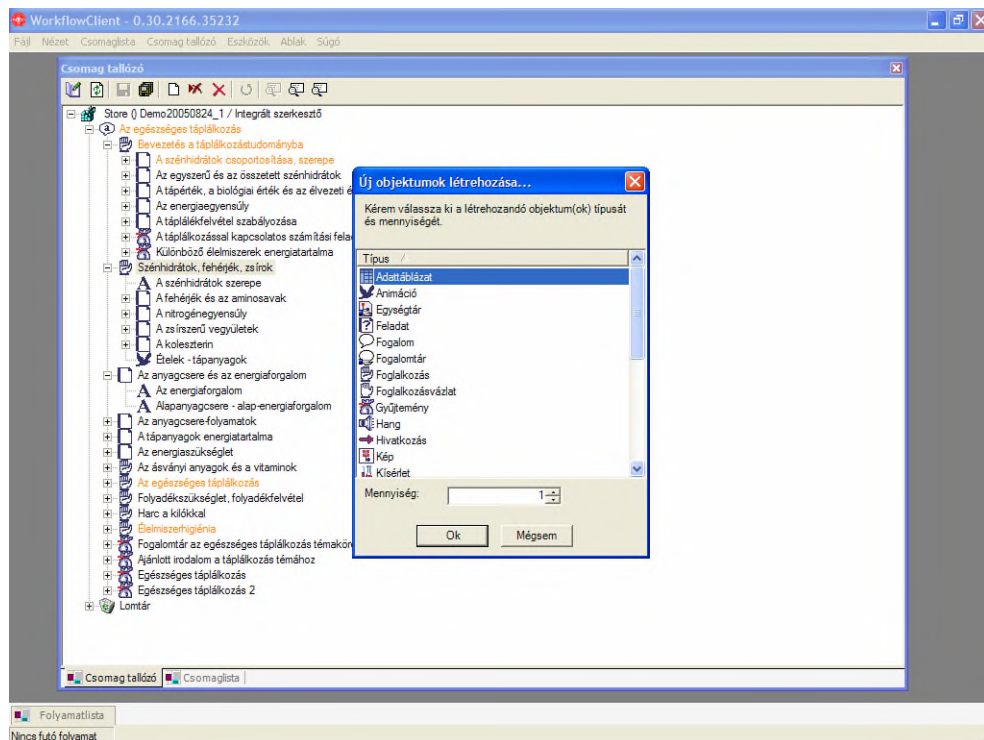 WorkflowClient - 0.30.2166.35232
Fájl Nézet Csomaglista Csomag tallózó Eszközök Ablak Súgó
Csomag tallózó
Store () Demo20050824_1 / Integrált szerkesztő
Az egészséges táplálkozás
Bevezetés a táplálkozástudományba
A szénhidrátok csoportosítása, szerepe
Az egyszerű és az összetett szénhidrátok
A tápérték, a biológiai érték és az élvezeti é
Az energiaegyensúly
A táplálékfelvétel szabályozása
A táplálkozással kapcsolatos számítási fela
Különböző élelmiszerek energiatartalma
Szénhidrátok, fehérjék, zsírok
A szénhidrátok szerepe
A fehérjék és az aminosavak
A nitrogénegyensúly
A zsírszerű vegyületek
A koleszterin
Ételek - tápanyagok
Az anyagcsere és az energiaforgalom
Az energiaforgalom
Alapanyagcsere - alap-energiaforgalom
Az anyagcsere-folyamatok
A tápanyagok energiatartalma
Az energiaszükséglet
Az ásványi anyagok és a vitaminok
Az egészséges táplálkozás
Folyadékszükséglet, folyadékfelvétel
Harc a kilókkal
Élelmiszerhigiénia
Fogalomtár az egészséges táplálkozás témakör
Ajánlott irodalom a táplálkozás témához
Egészséges táplálkozás
Egészséges táplálkozás 2
Lomtár
Új objektumok létrehozása...
Kérem válassza ki a létrehozandó objektum(ok) típusát
és mennyiségét.
Típus
Adattáblázat
Animáció
Egységtár
Feladat
Fogalom
Fogalomtár
Foglalkozás
Foglalkozásvázlat
Gyűjtemény
Hang
Hivatkozás
Kép
Kísérlet
Mennyiség: 1
Ok Mégsem
Csomag tallózó Csomaglista
Folyamatlista
Nincs futó folyamat